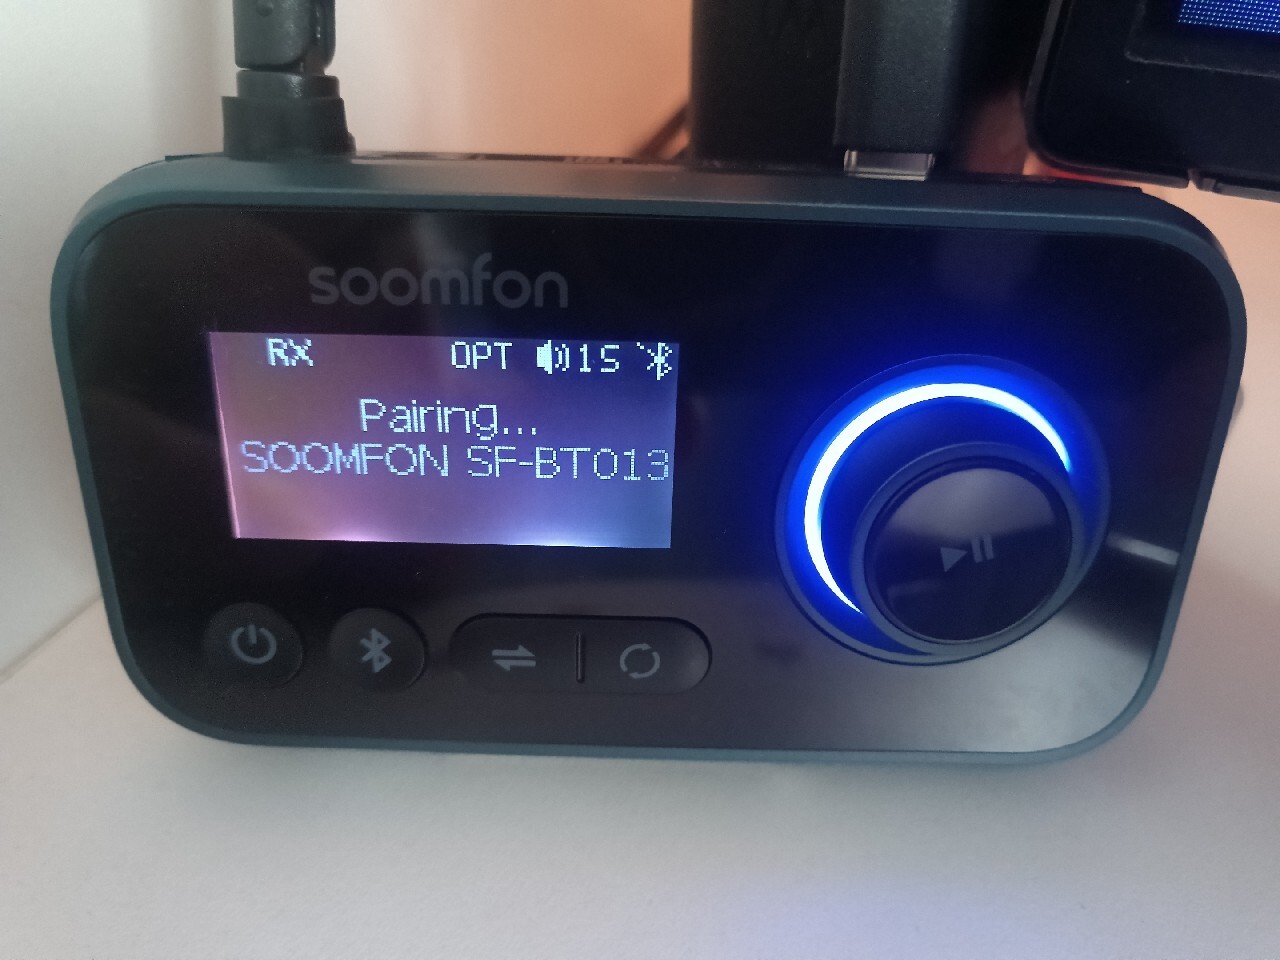 soomfon
RX OPT 15
Pairing...
SOOMFON SF-BT013